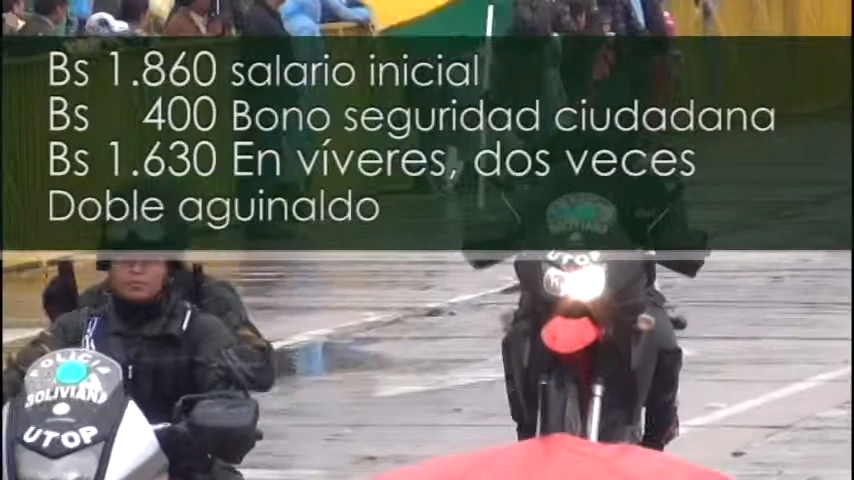 Bs 1.860 salario inicial
Bs 400 Bono seguridad ciudadana
Bs 1.630 En víveres, dos veces
Doble aguinaldo
BOLIVIANA
UTOP
POLICIA
BOLIVIANA
UTOP